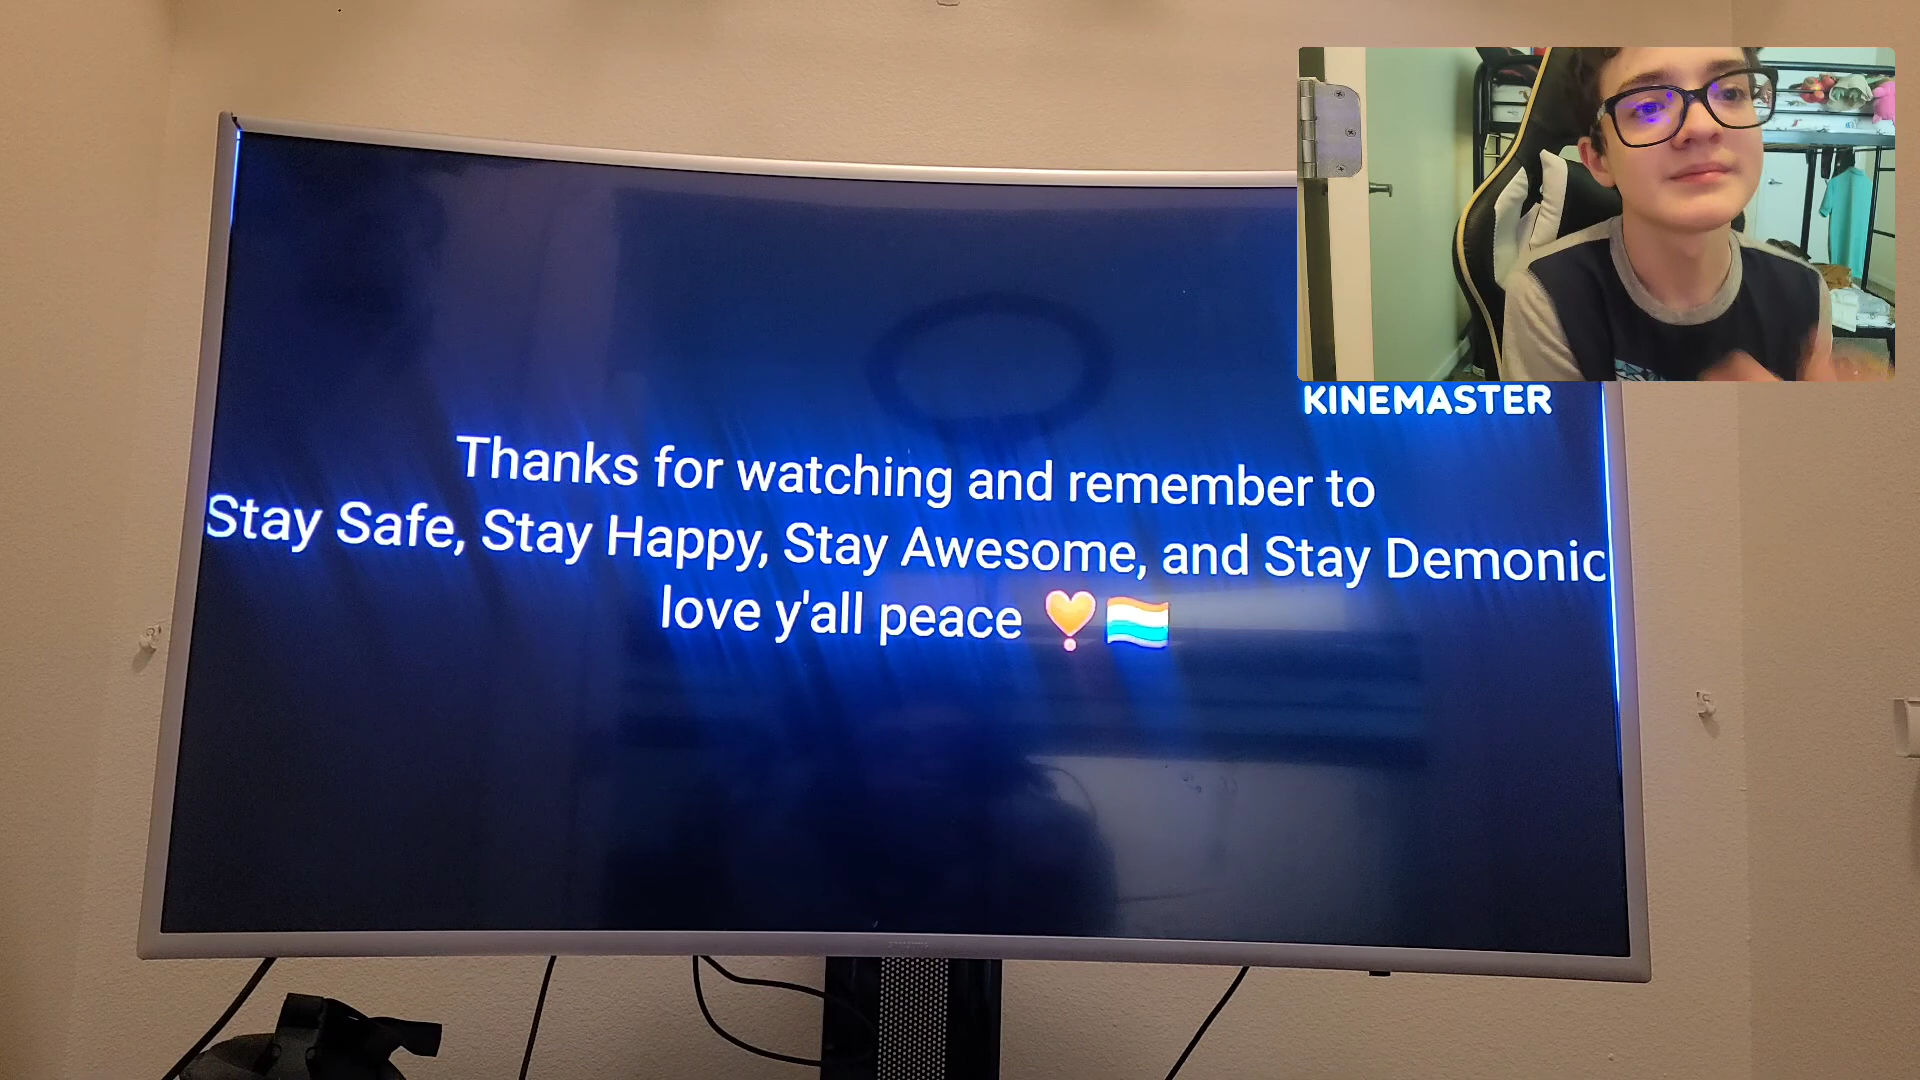 KINEMASTER
Thanks for watching and remember to
Stay Safe, Stay Happy, Stay Awesome, and Stay Demonic
love y'all peace ❣️🏳️‍🌈